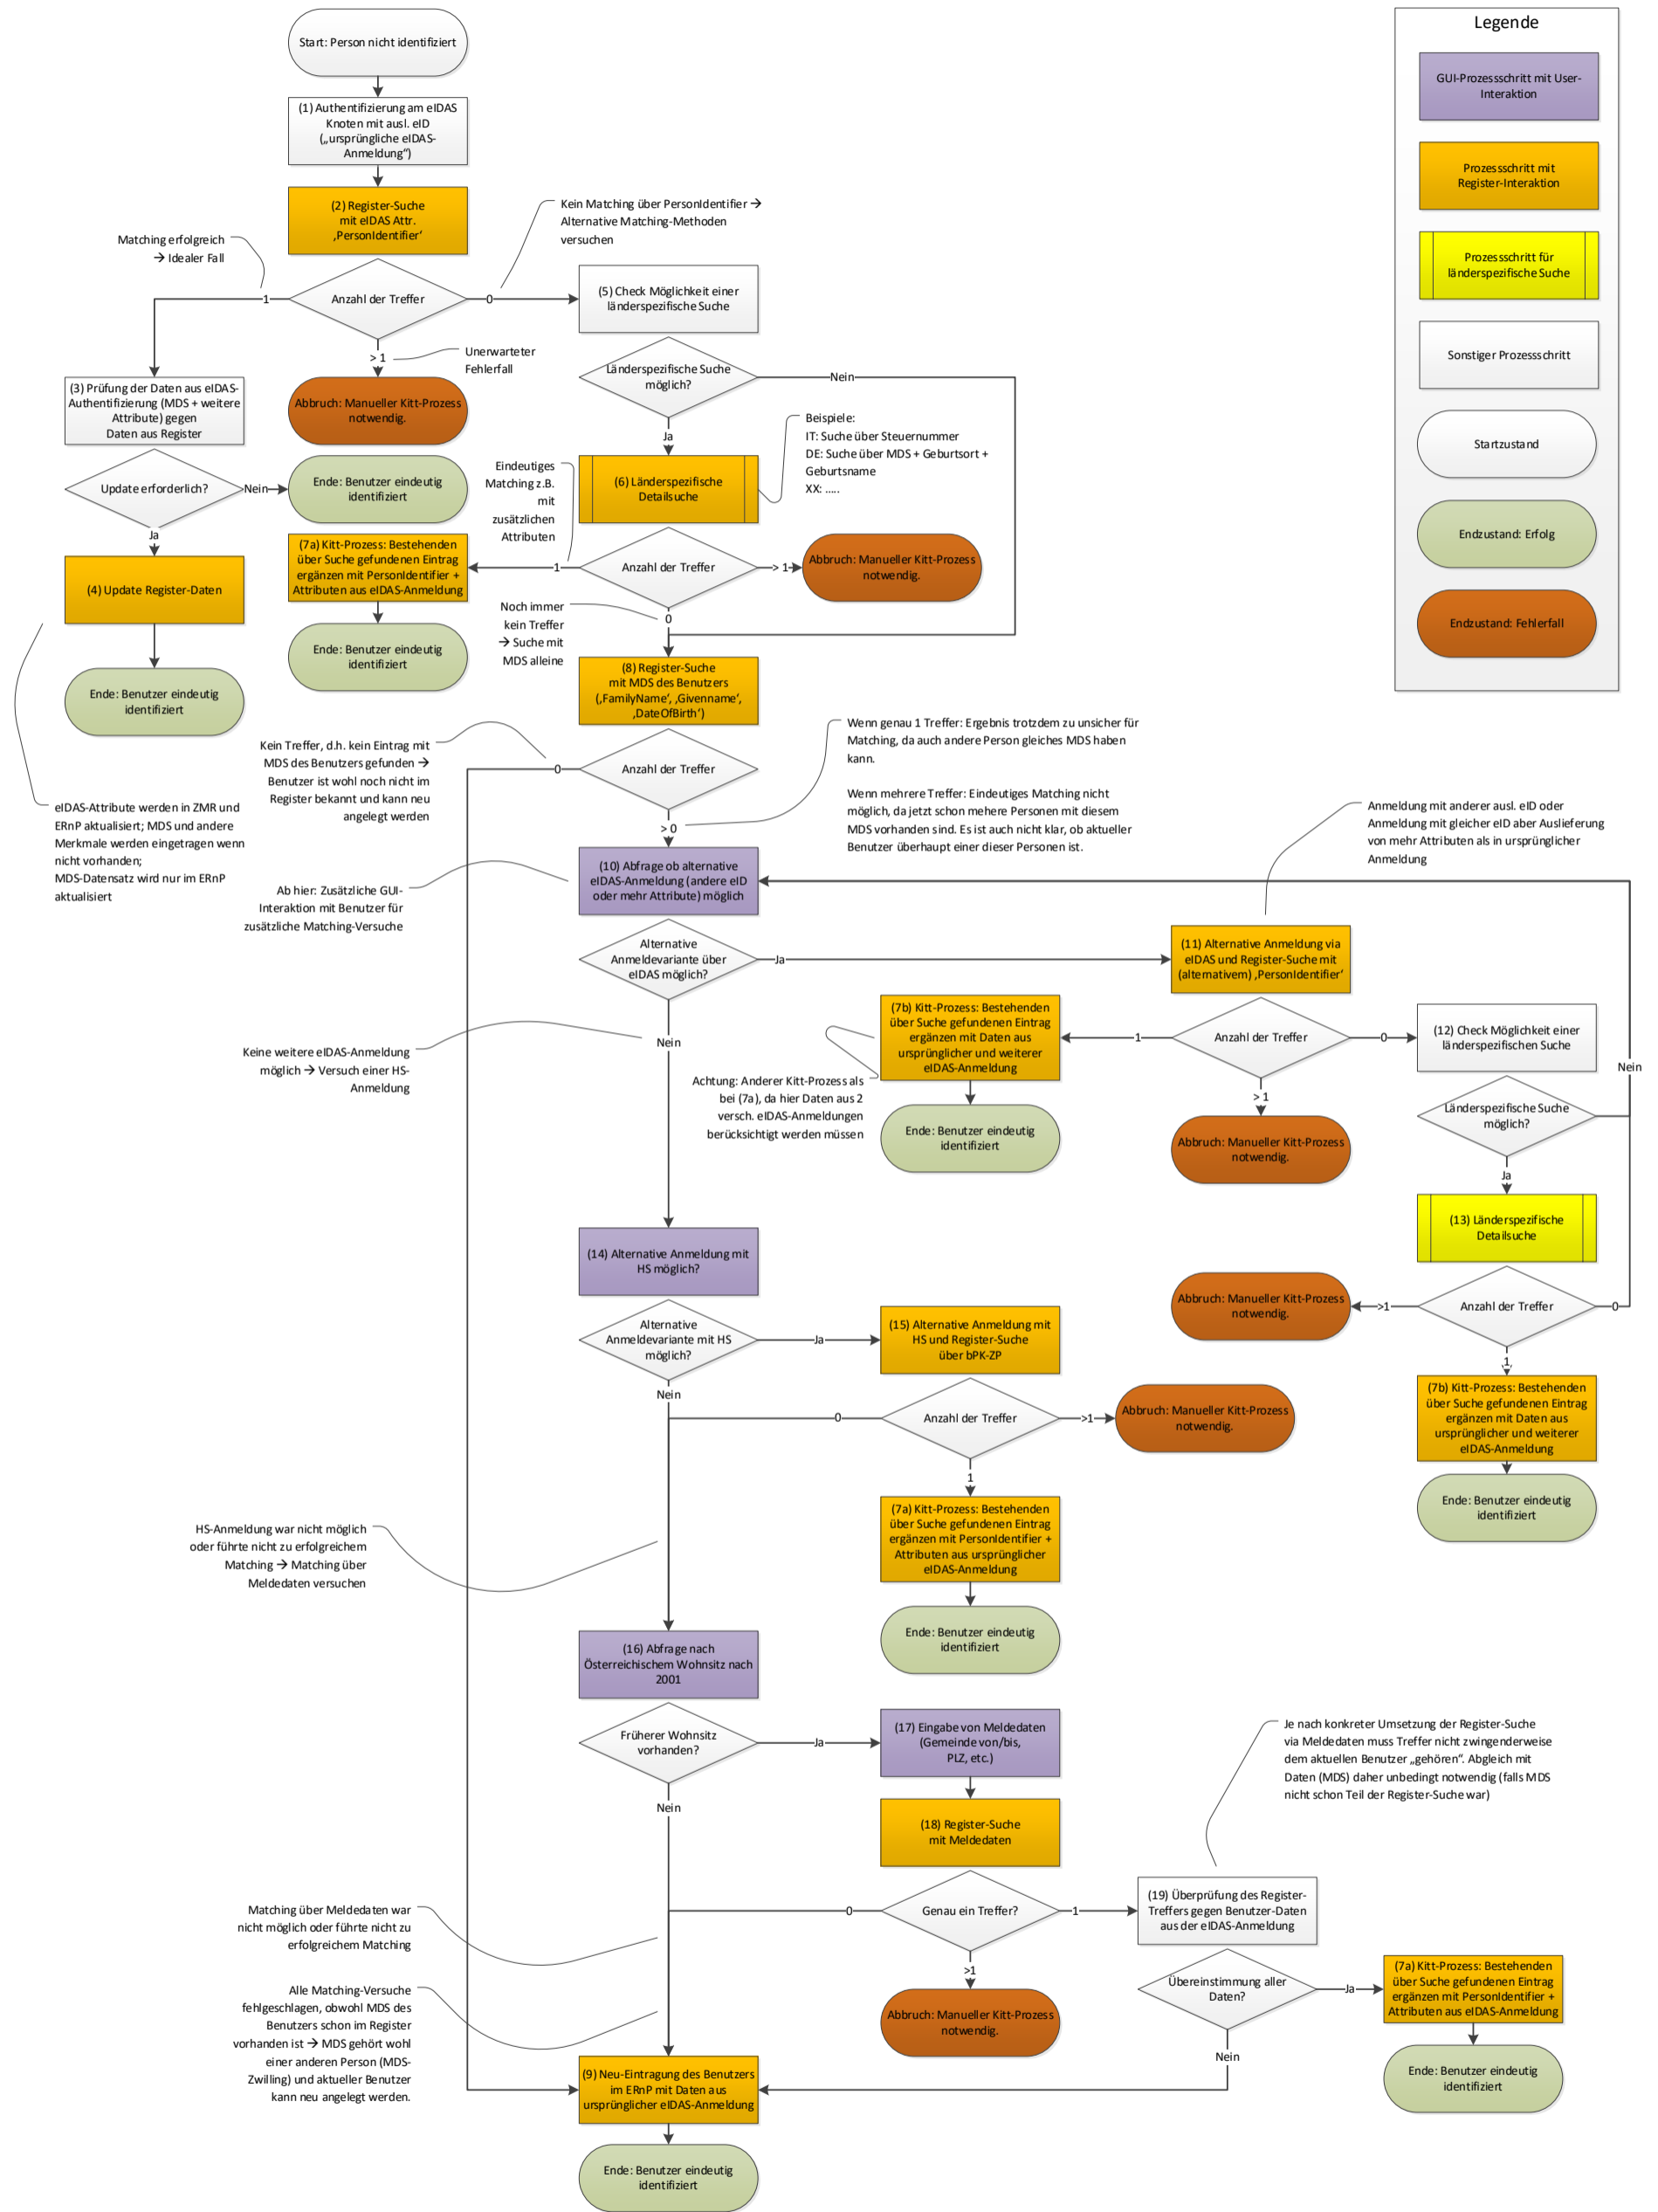 Start: Person nicht identifiziert
(1) Authentifizierung am eIDAS
Knoten mit ausl. eID
(„ursprüngliche eIDAS-
Anmeldung“)
(2) Register-Suche
mit eIDAS Attr.
‚PersonIdentifier‘
Kein Matching über PersonIdentifier →
Alternative Matching-Methoden
versuchen
Matching erfolgreich
→ Idealer Fall
Anzahl der Treffer
1
0
> 1
Unerwarteter
Fehlerfall
(5) Check Möglichkeit einer
länderspezifische Suche
Länderspezifische Suche
möglich?
Nein
Ja
(3) Prüfung der Daten aus eIDAS-
Authentifizierung (MDS + weitere
Attribute) gegen
Daten aus Register
Abbruch: Manueller Kitt-Prozess
notwendig.
Update erforderlich?
Nein
Ende: Benutzer eindeutig
identifiziert
Ja
(4) Update Register-Daten
Ende: Benutzer eindeutig
identifiziert
eIDAS-Attribute werden in ZMR und
ERnP aktualisiert; MDS und andere
Merkmale werden eingetragen wenn
nicht vorhanden;
MDS-Datensatz wird nur im ERnP
aktualisiert
Beispiele:
IT: Suche über Steuernummer
DE: Suche über MDS + Geburtsort +
Geburtsname
XX: .....
Eindeutiges
Matching z.B.
mit
zusätzlichen
Attributen
(6) Länderspezifische
Detailsuche
Anzahl der Treffer
1
> 1
0
Abbruch: Manueller Kitt-Prozess
notwendig.
(7a) Kitt-Prozess: Bestehenden
über Suche gefundenen Eintrag
ergänzen mit PersonIdentifier +
Attributen aus eIDAS-Anmeldung
Ende: Benutzer eindeutig
identifiziert
Noch immer
kein Treffer
→ Suche mit
MDS alleine
(8) Register-Suche
mit MDS des Benutzers
(‚FamilyName‘, ‚Givenname‘,
‚DateOfBirth‘)
Anzahl der Treffer
0
> 0
Kein Treffer, d.h. kein Eintrag mit
MDS des Benutzers gefunden →
Benutzer ist wohl noch nicht im
Register bekannt und kann neu
angelegt werden
Wenn genau 1 Treffer: Ergebnis trotzdem zu unsicher für
Matching, da auch andere Person gleiches MDS haben
kann.
Wenn mehrere Treffer: Eindeutiges Matching nicht
möglich, da jetzt schon mehere Personen mit diesem
MDS vorhanden sind. Es ist auch nicht klar, ob aktueller
Benutzer überhaupt einer dieser Personen ist.
Ab hier: Zusätzliche GUI-
Interaktion mit Benutzer für
zusätzliche Matching-Versuche
(10) Abfrage ob alternative
eIDAS-Anmeldung (andere eID
oder mehr Attribute) möglich
Alternative
Anmeldevariante über
eIDAS möglich?
Ja
Nein
Anmeldung mit anderer ausl. eID oder
Anmeldung mit gleicher eID aber Auslieferung
von mehr Attributen als in ursprünglicher
Anmeldung
(11) Alternative Anmeldung via
eIDAS und Register-Suche mit
(alternativem) ‚PersonIdentifier‘
Anzahl der Treffer
1
0
> 1
Abbruch: Manueller Kitt-Prozess
notwendig.
(7b) Kitt-Prozess: Bestehenden
über Suche gefundenen Eintrag
ergänzen mit Daten aus
ursprünglicher und weiterer
eIDAS-Anmeldung
Ende: Benutzer eindeutig
identifiziert
Achtung: Anderer Kitt-Prozess als
bei (7a), da hier Daten aus 2
versch. eIDAS-Anmeldungen
berücksichtigt werden müssen
(12) Check Möglichkeit einer
länderspezifischen Suche
Länderspezifische Suche
möglich?
Nein
Ja
(13) Länderspezifische
Detailsuche
Anzahl der Treffer
>1
0
1
Abbruch: Manueller Kitt-Prozess
notwendig.
(7b) Kitt-Prozess: Bestehenden
über Suche gefundenen Eintrag
ergänzen mit Daten aus
ursprünglicher und weiterer
eIDAS-Anmeldung
Ende: Benutzer eindeutig
identifiziert
Keine weitere eIDAS-Anmeldung
möglich → Versuch einer HS-
Anmeldung
(14) Alternative Anmeldung mit
HS möglich?
Alternative
Anmeldevariante mit HS
möglich?
Ja
Nein
(15) Alternative Anmeldung mit
HS und Register-Suche
über bPK-ZP
Anzahl der Treffer
0
>1
1
Abbruch: Manueller Kitt-Prozess
notwendig.
(7a) Kitt-Prozess: Bestehenden
über Suche gefundenen Eintrag
ergänzen mit PersonIdentifier +
Attributen aus ursprünglicher
eIDAS-Anmeldung
Ende: Benutzer eindeutig
identifiziert
HS-Anmeldung war nicht möglich
oder führte nicht zu erfolgreichem
Matching → Matching über
Meldedaten versuchen
(16) Abfrage nach
Österreichischem Wohnsitz nach
2001
Früherer Wohnsitz
vorhanden?
Ja
Nein
(17) Eingabe von Meldedaten
(Gemeinde von/bis,
PLZ, etc.)
(18) Register-Suche
mit Meldedaten
Genau ein Treffer?
0
1
>1
Abbruch: Manueller Kitt-Prozess
notwendig.
Je nach konkreter Umsetzung der Register-Suche
via Meldedaten muss Treffer nicht zwingenderweise
dem aktuellen Benutzer „gehören“. Abgleich mit
Daten (MDS) daher unbedingt notwendig (falls MDS
nicht schon Teil der Register-Suche war)
(19) Überprüfung des Register-
Treffers gegen Benutzer-Daten
aus der eIDAS-Anmeldung
Übereinstimmung aller
Daten?
Ja
Nein
(7a) Kitt-Prozess: Bestehenden
über Suche gefundenen Eintrag
ergänzen mit PersonIdentifier +
Attributen aus eIDAS-Anmeldung
Ende: Benutzer eindeutig
identifiziert
Matching über Meldedaten war
nicht möglich oder führte nicht zu
erfolgreichem Matching
Alle Matching-Versuche
fehlgeschlagen, obwohl MDS des
Benutzers schon im Register
vorhanden ist → MDS gehört wohl
einer anderen Person (MDS-
Zwilling) und aktueller Benutzer
kann neu angelegt werden.
(9) Neu-Eintragung des Benutzers
im ERnP mit Daten aus
ursprünglicher eIDAS-Anmeldung
Ende: Benutzer eindeutig
identifiziert
Legende
GUI-Prozessschritt mit User-
Interaktion
Prozessschritt mit
Register-Interaktion
Prozessschritt für
länderspezifische Suche
Sonstiger Prozessschritt
Startzustand
Endzustand: Erfolg
Endzustand: Fehlerfall